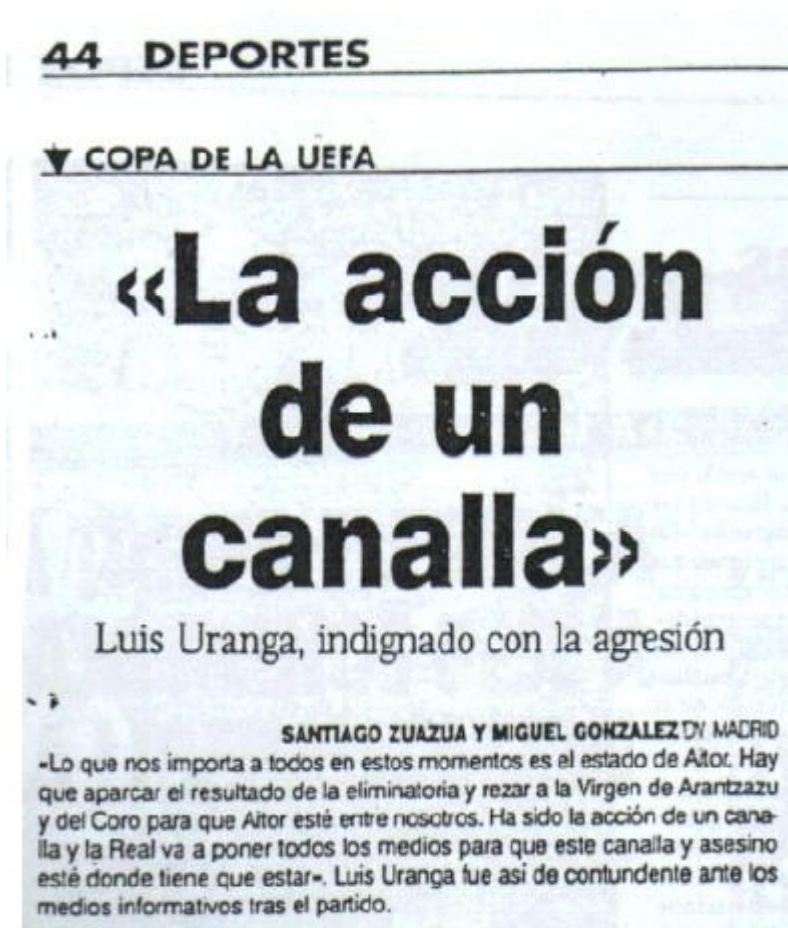 44 DEPORTES
▼ COPA DE LA UEFA
«La acción
de un
canalla»
Luis Uranga, indignado con la agresión
SANTIAGO ZUAZUA Y MIGUEL GONZALEZ DV MADRID
«Lo que nos importa a todos en estos momentos es el estado de Aitor. Hay
que aparcar el resultado de la eliminatoria y rezar a la Virgen de Arantzazu
y del Coro para que Aitor esté entre nosotros. Ha sido la acción de un cana-
lla y la Real va a poner todos los medios para que este canalla y asesino
esté donde tiene que estar». Luis Uranga fue así de contundente ante los
medios informativos tras el partido.